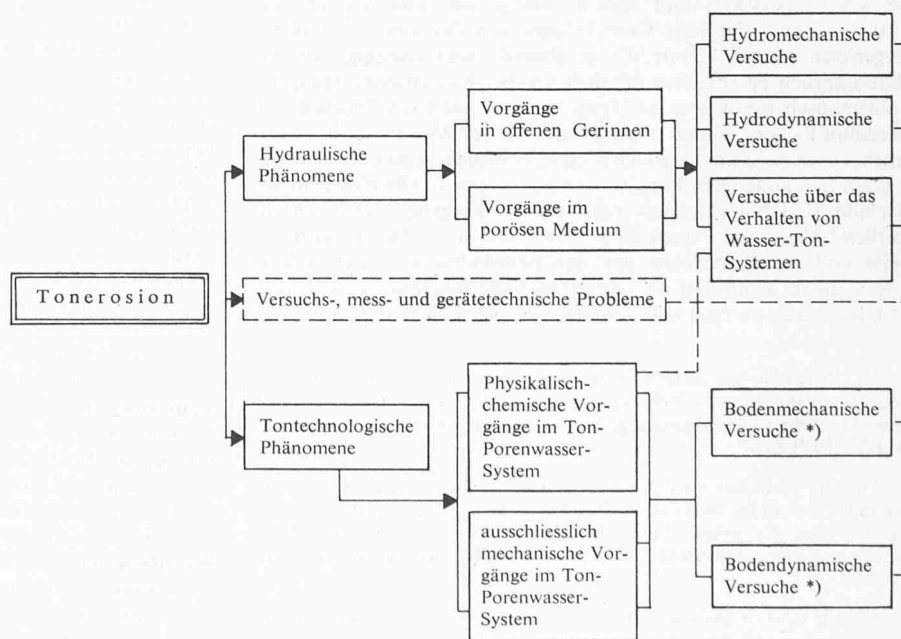 Hydromechanische
Versuche
Vorgänge
in offenen Gerinnen
Hydrodynamische
Versuche
Hydraulische
Phänomene
Vorgänge im
porösen Medium
Versuche über das
Verhalten von
Wasser-Ton-
Systemen
Tonerosion
Versuchs-, mess- und gerätetechnische Probleme
Tontechnologische
Phänomene
Physikalisch-
chemische Vor-
gänge im Ton-
Porenwasser-
System
Bodenmechanische
Versuche *)
ausschliesslich
mechanische Vor-
gänge im Ton-
Porenwasser-
System
Bodendynamische
Versuche *)